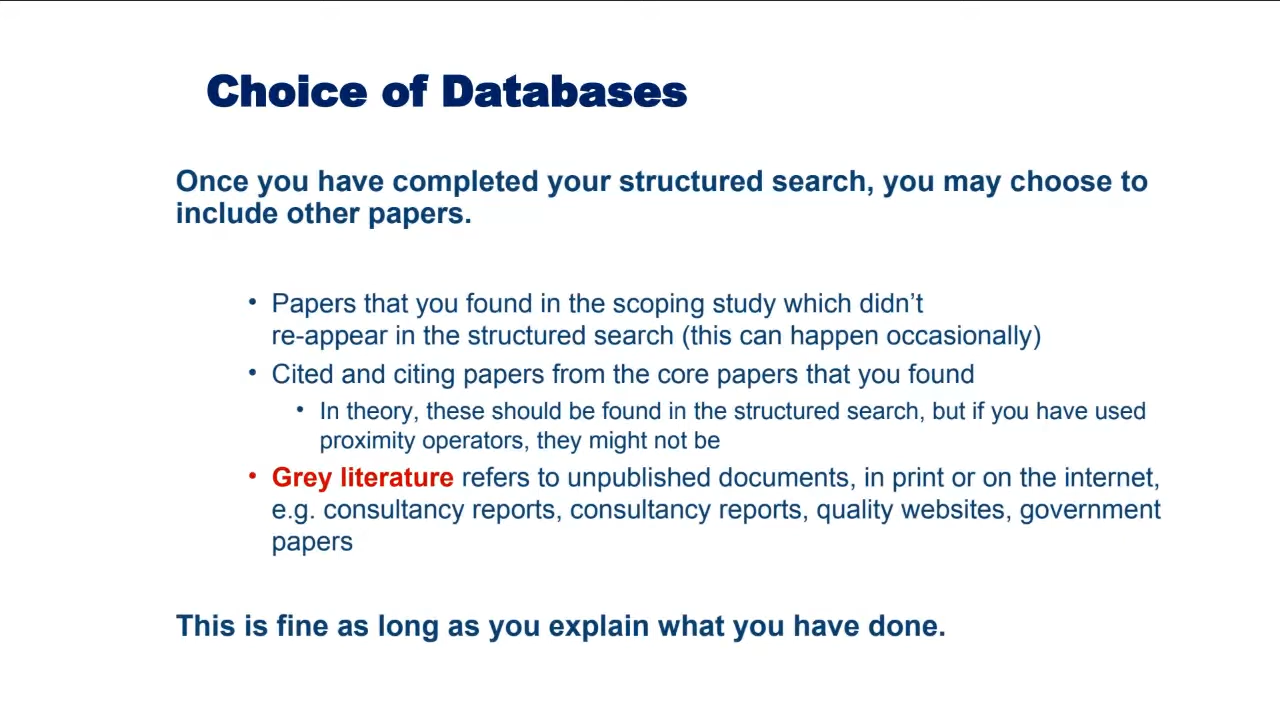 Choice of Databases
Once you have completed your structured search, you may choose to
include other papers.
• Papers that you found in the scoping study which didn’t
re-appear in the structured search (this can happen occasionally)
• Cited and citing papers from the core papers that you found
• In theory, these should be found in the structured search, but if you have used
proximity operators, they might not be
• Grey literature refers to unpublished documents, in print or on the internet,
e.g. consultancy reports, consultancy reports, quality websites, government
papers
This is fine as long as you explain what you have done.